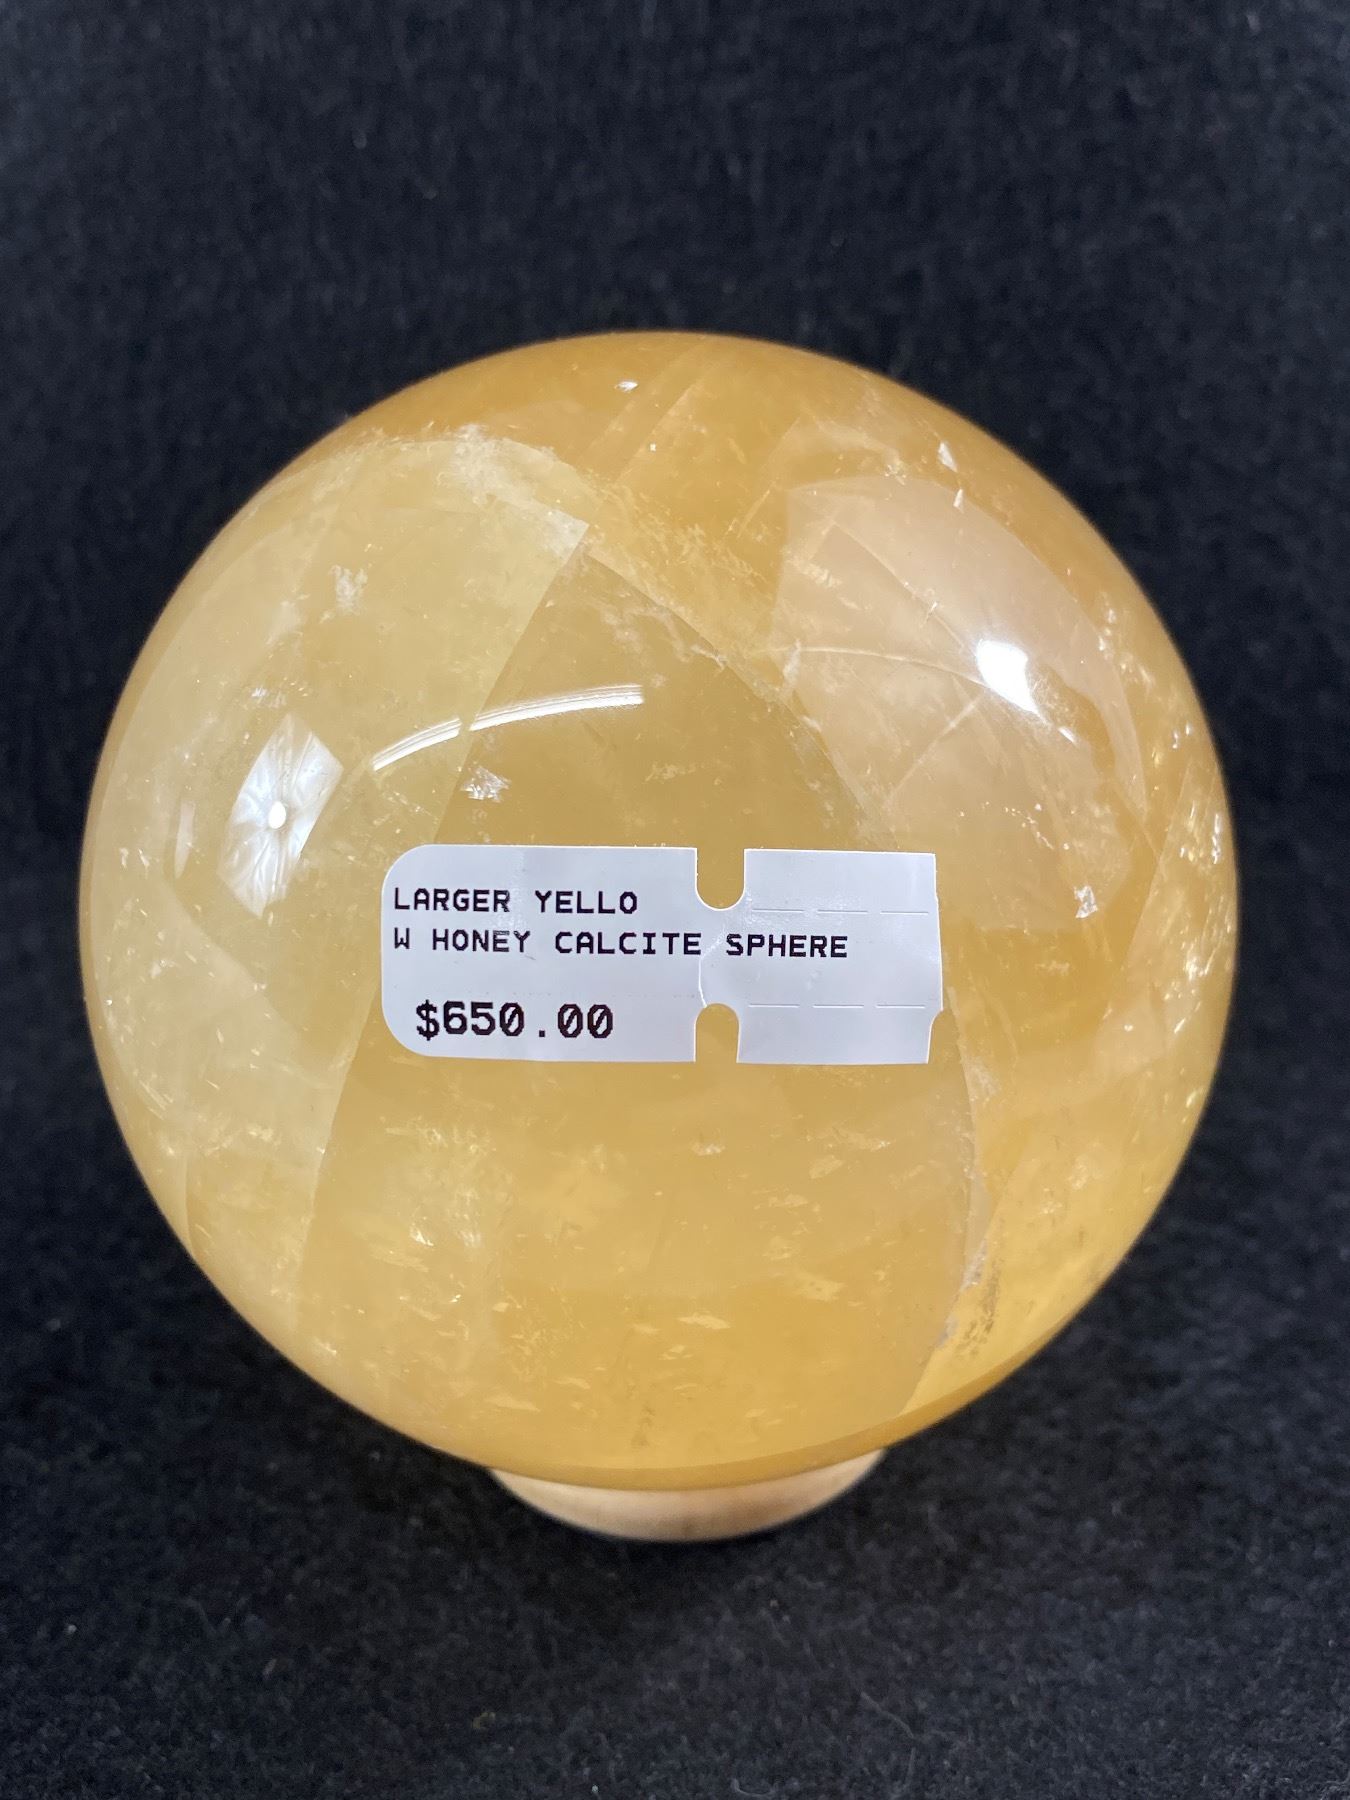 LARGER YELLO
W HONEY CALCITE SPHERE
$650.00